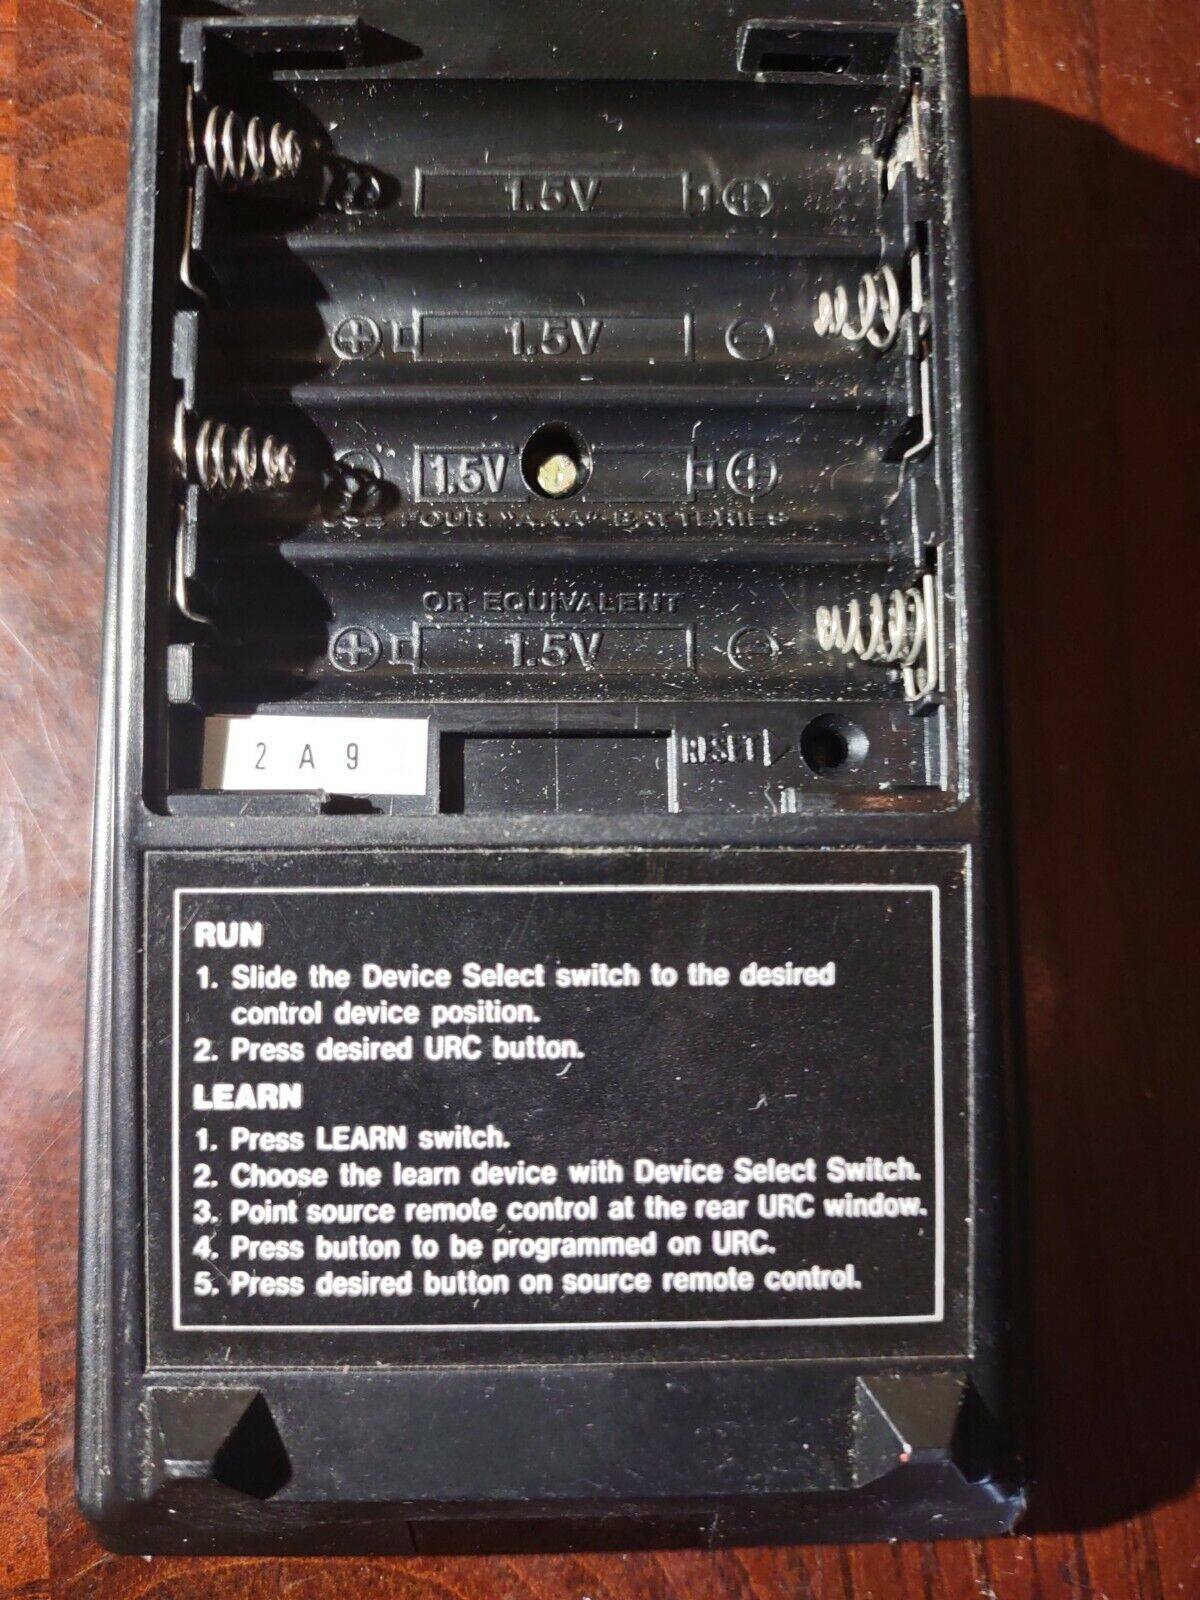 1.5V
1.5V
1.5V
USE FOUR "AAA" BATTERIES
OR EQUIVALENT
1.5V
2 A 9
RESET
RUN
1. Slide the Device Select switch to the desired
control device position.
2. Press desired URC button.
LEARN
1. Press LEARN switch.
2. Choose the learn device with Device Select Switch.
3. Point source remote control at the rear URC window.
4. Press button to be programmed on URC.
5. Press desired button on source remote control.